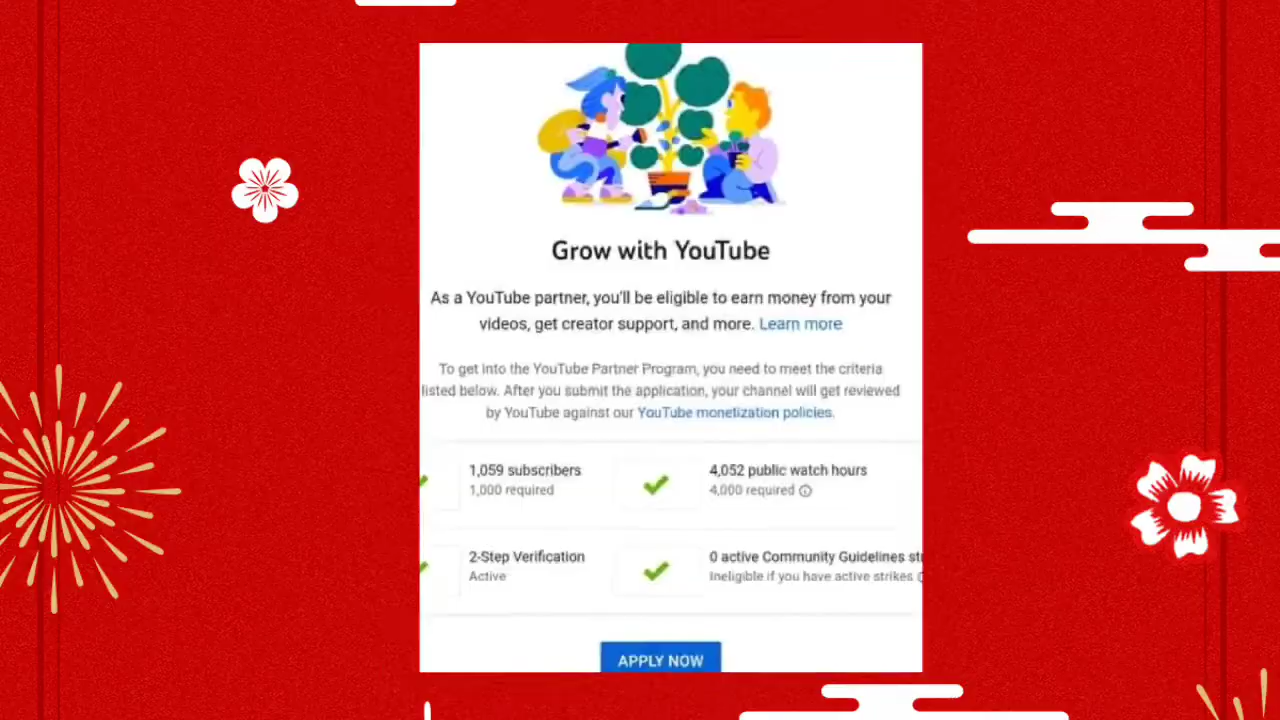 Grow with YouTube
As a YouTube partner, you'll be eligible to earn money from your
videos, get creator support, and more. Learn more
To get into the YouTube Partner Program, you need to meet the criteria
listed below. After you submit the application, your channel will get reviewed
by YouTube against our YouTube monetization policies.
1,059 subscribers
1,000 required
4,052 public watch hours
4,000 required
2-Step Verification
Active
0 active Community Guidelines
Ineligible if you have active strikes
APPLY NOW